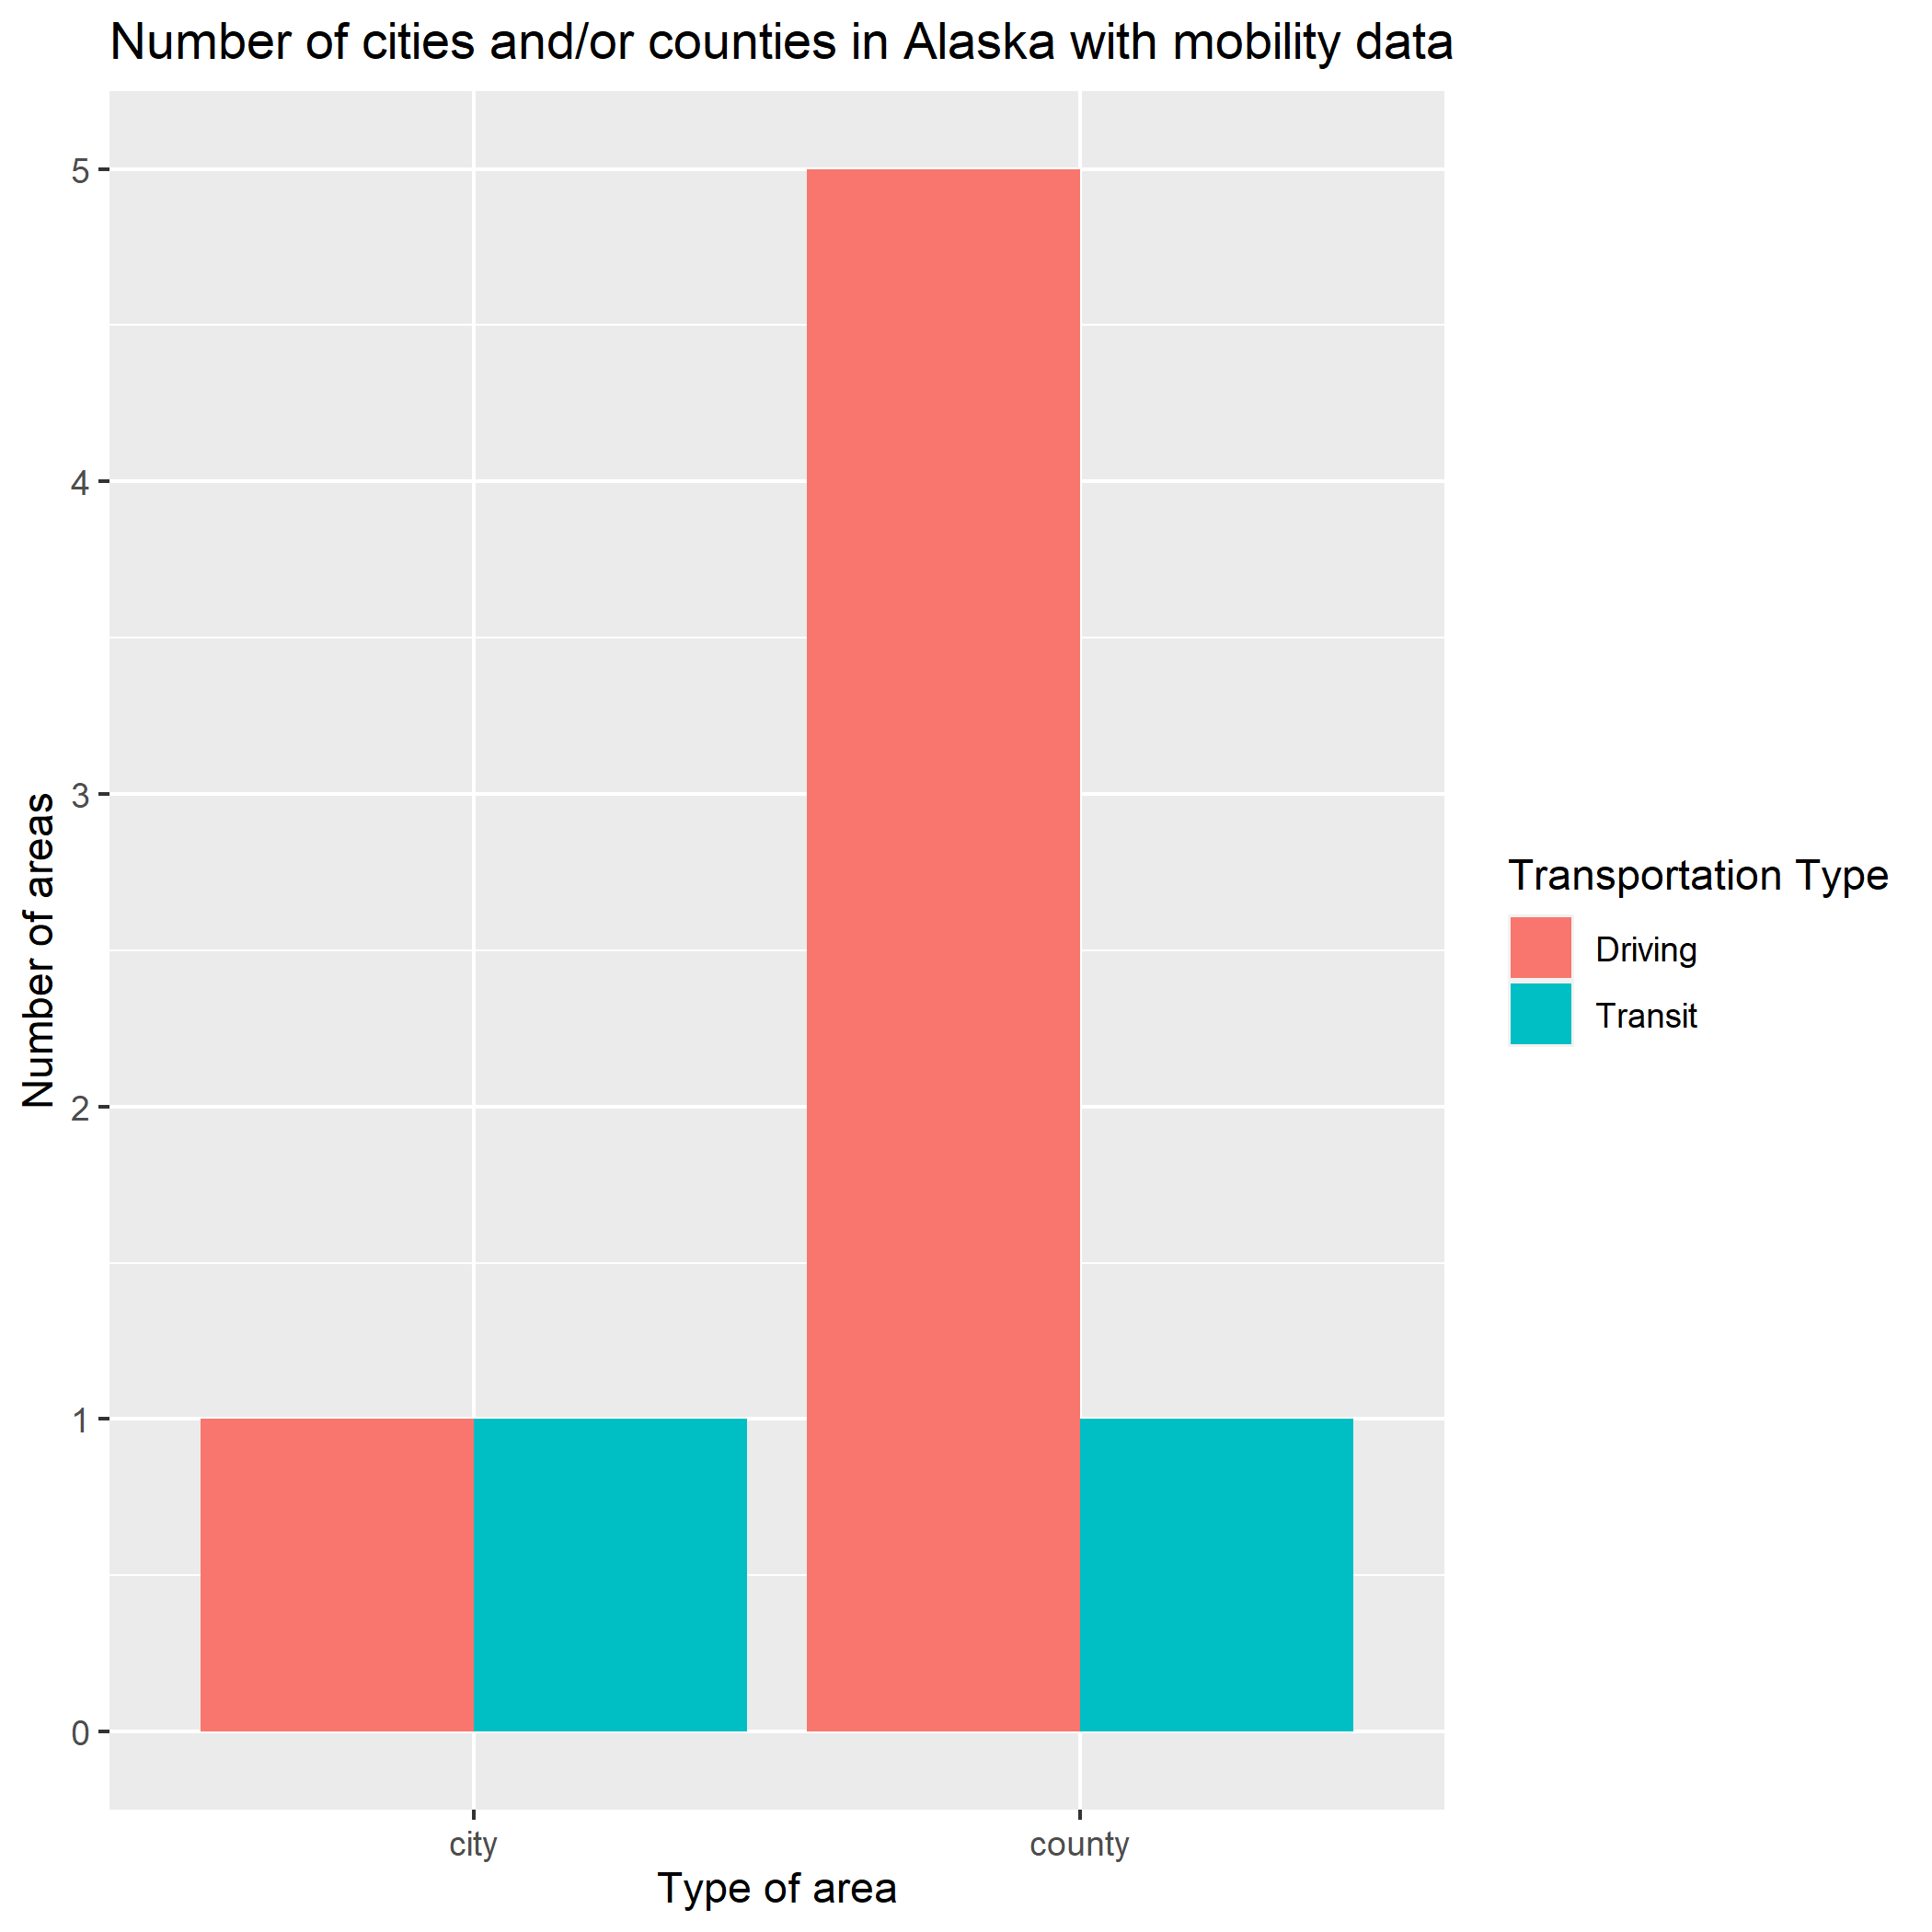 Number of cities and/or counties in Alaska with mobility data
Number of areas
5
4
3
2
1
0
city
county
Type of area
Transportation Type
Driving
Transit